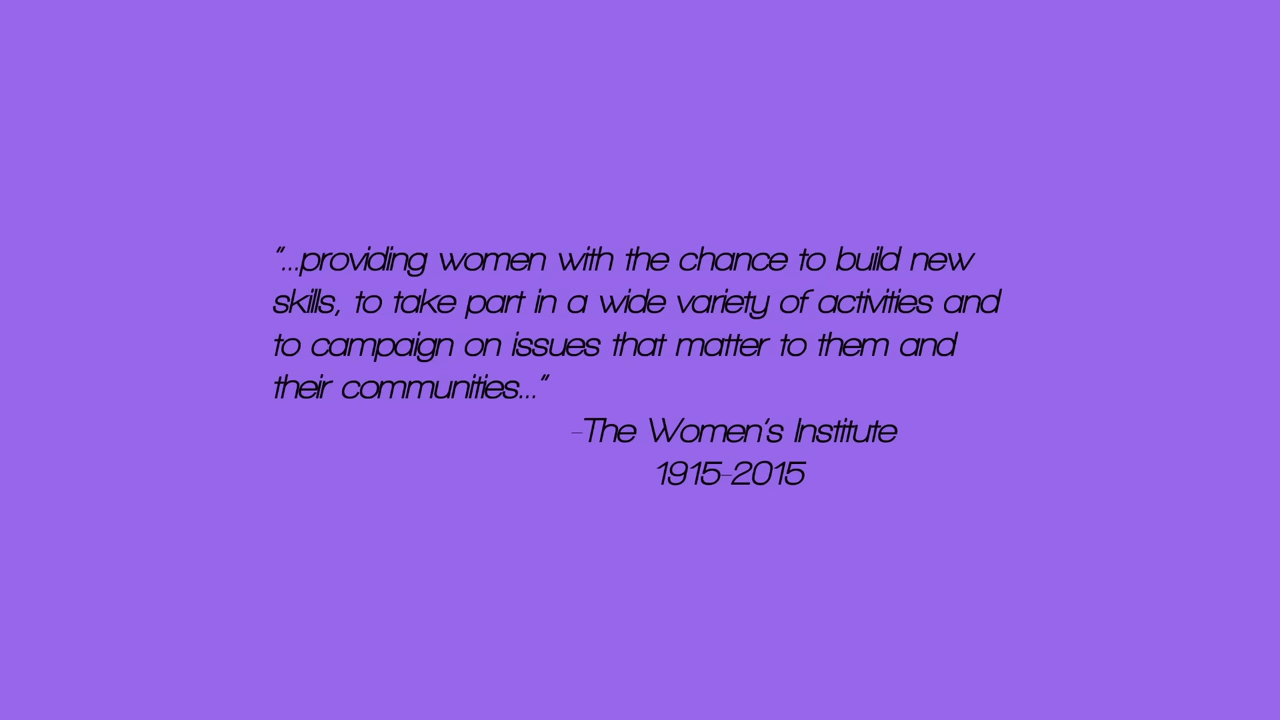 "...providing women with the chance to build new
skills, to take part in a wide variety of activities and
to campaign on issues that matter to them and
their communities..."
-The Women's Institute
1915-2015